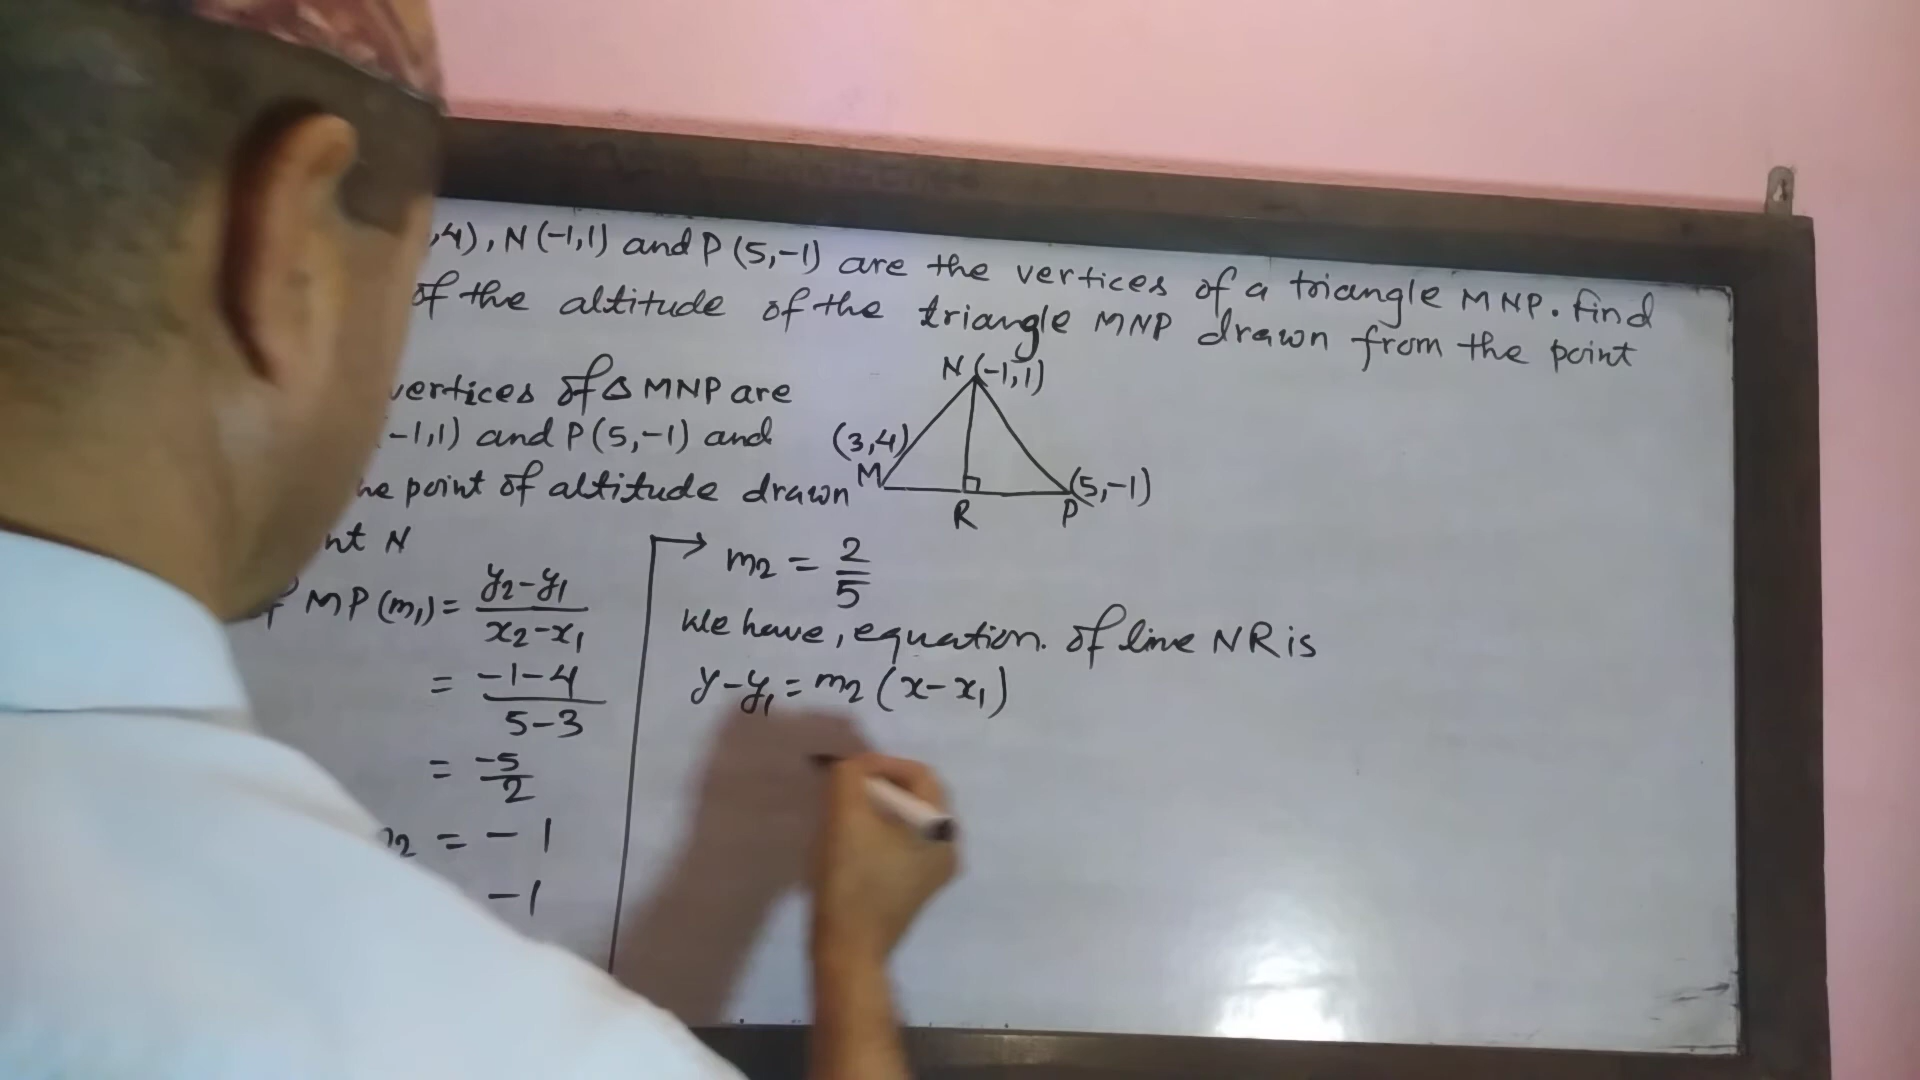 ,4), N(-1,1) and P(5,-1) are the vertices of a triangle MNP. Find
of the altitude of the triangle MNP drawn from the point
vertices of △ MNP are
(-1,1) and P(5,-1) and
he point of altitude drawn
nt N
f MP (m₁) = y₂-y₁ / x₂-x₁
= -1-4 / 5-3
= -5/2
m₂ = -1
-1
N (-1,1)
(3,4)
M
R
P
(5,-1)
→ m₂ = 2/5
We have, equation. of line NR is
y-y₁ = m₂ (x-x₁)